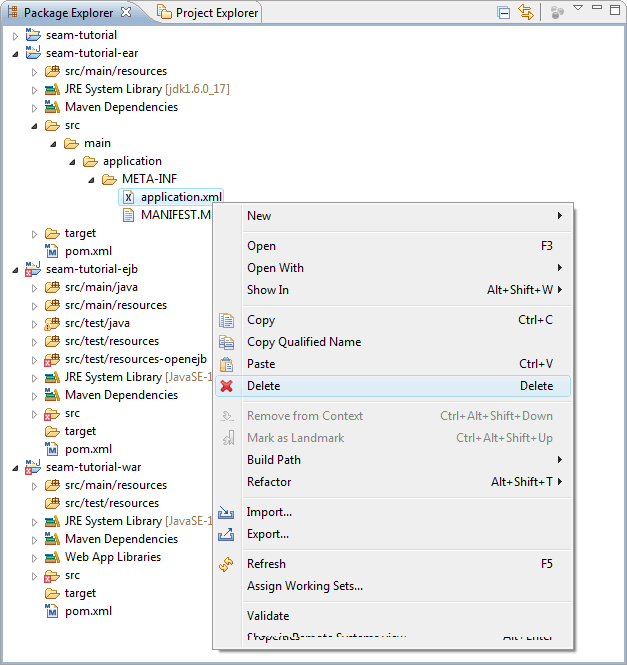 Package Explorer Project Explorer
seam-tutorial
seam-tutorial-ear
src/main/resources
JRE System Library [jdk1.6.0_17]
Maven Dependencies
src
main
application
META-INF
application.xml
MANIFEST.M
target
pom.xml
seam-tutorial-ejb
src/main/java
src/main/resources
src/test/java
src/test/resources
src/test/resources-openejb
JRE System Library [JavaSE-1
Maven Dependencies
src
target
pom.xml
seam-tutorial-war
src/main/resources
src/test/resources
JRE System Library [JavaSE-1
Maven Dependencies
Web App Libraries
src
target
pom.xml
New
Open F3
Open With
Show In Alt+Shift+W
Copy Ctrl+C
Copy Qualified Name
Paste Ctrl+V
Delete Delete
Remove from Context Ctrl+Alt+Shift+Down
Mark as Landmark Ctrl+Alt+Shift+Up
Build Path
Refactor Alt+Shift+T
Import...
Export...
Refresh F5
Assign Working Sets...
Validate
Remote Systems view Alt+Enter